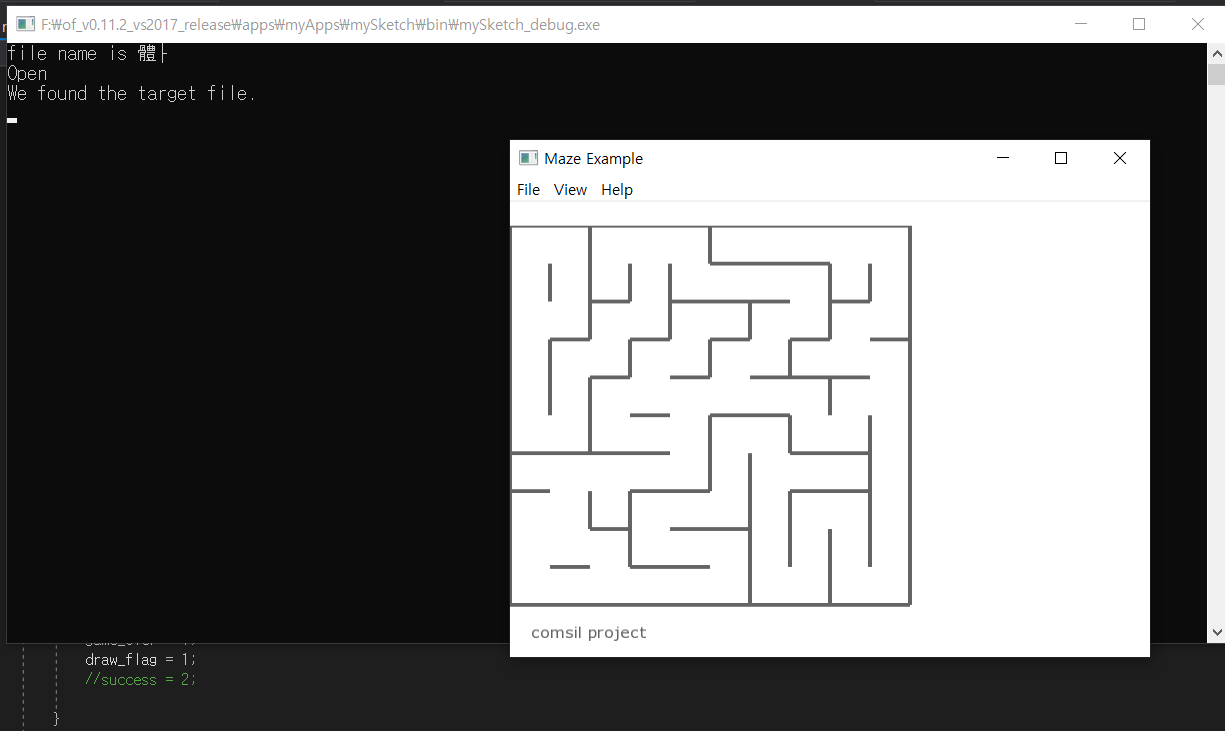 F:₩of_v0.11.2_vs2017_release₩apps₩myApps₩mySketch₩bin₩mySketch_debug.exe
file name is 體
Open
We found the target file.
Maze Example
File View Help
comsil project
draw_flag = 1;
//success = 2;
}